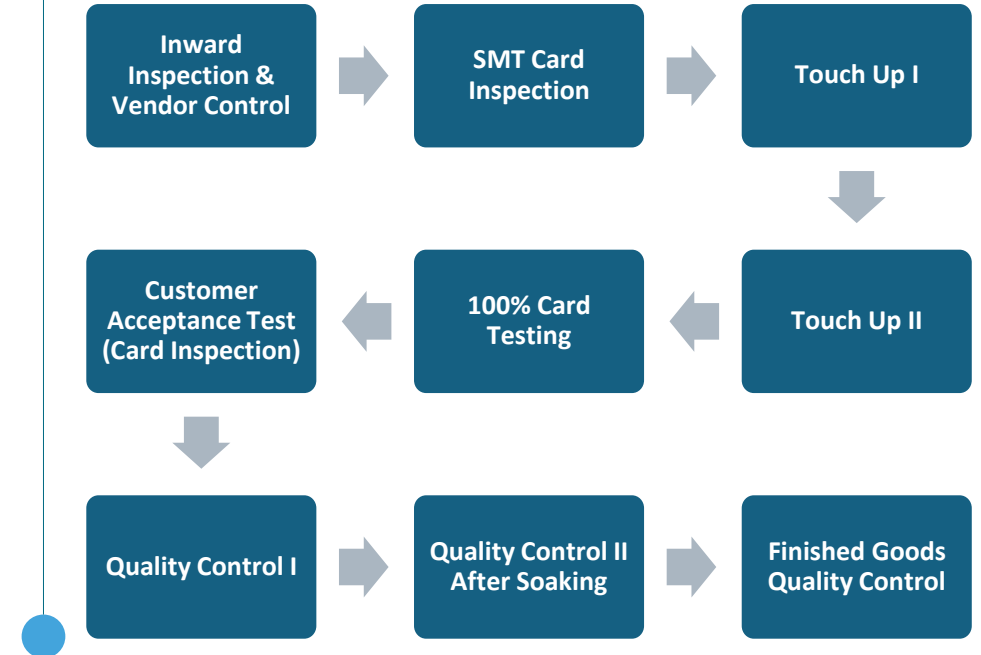 Inward
Inspection &
Vendor Control
SMT Card
Inspection
Touch Up I
Touch Up II
100% Card
Testing
Customer
Acceptance Test
(Card Inspection)
Quality Control I
Quality Control II
After Soaking
Finished Goods
Quality Control